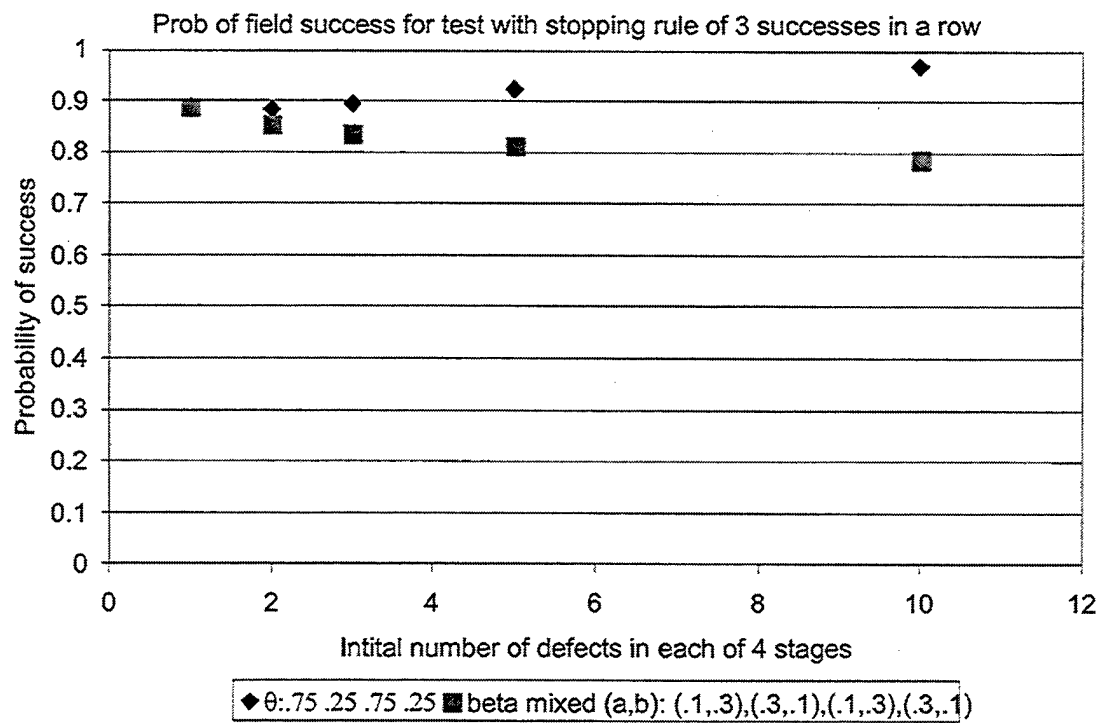 Prob of field success for test with stopping rule of 3 successes in a row
1
0.9
0.8
0.7
0.6
0.5
0.4
0.3
0.2
0.1
0
Probability of success
0 2 4 6 8 10 12
Intital number of defects in each of 4 stages
θ:.75 .25 .75 .25 beta mixed (a,b): (.1,.3),(.3,.1),(.1,.3),(.3,.1)